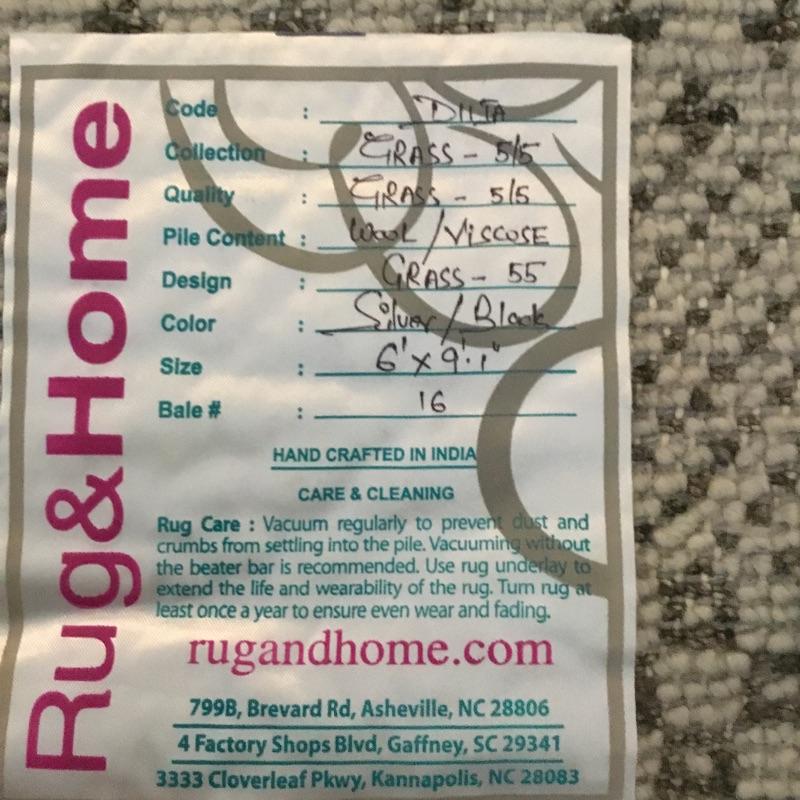 Rug&Home
Code : DILTA
Collection : GRASS - 5/5
Quality : GRASS - 5/5
Pile Content : Wool / VISCOSE
Design : GRASS - 55
Color : Silver / Black
Size : 6' x 9'.1"
Bale # : 16
HAND CRAFTED IN INDIA
CARE & CLEANING
Rug Care : Vacuum regularly to prevent dust and
crumbs from settling into the pile. Vacuuming without
the beater bar is recommended. Use rug underlay to
extend the life and wearability of the rug. Turn rug at
least once a year to ensure even wear and fading.
rugandhome.com
799B, Brevard Rd, Asheville, NC 28806
4 Factory Shops Blvd, Gaffney, SC 29341
3333 Cloverleaf Pkwy, Kannapolis, NC 28083